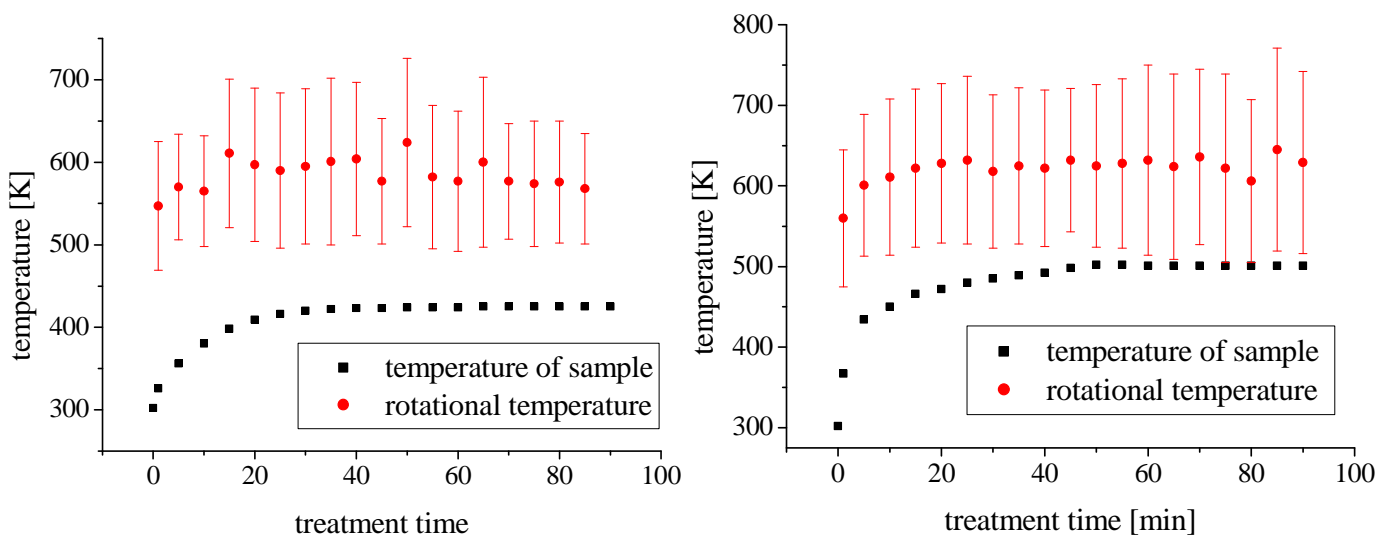 temperature [K]
700
600
500
400
300
0
20
40
60
80
100
treatment time
temperature of sample
rotational temperature
temperature [K]
800
700
600
500
400
300
0
20
40
60
80
100
treatment time [min]
temperature of sample
rotational temperature